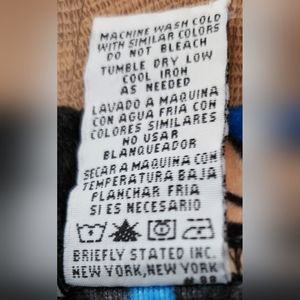 MACHINE WASH COLD
WITH SIMILAR COLORS
DO NOT BLEACH
TUMBLE DRY LOW
COOL IRON
AS NEEDED
LAVADO A MAQUINA
CON AGUA FRIA CON
COLORES SIMILARES
NO USAR
BLANQUEADOR
SECAR A MAQUINA CON
TEMPERATURA BAJA
PLANCHAR FRIA
SI ES NECESARIO
BRIEFLY STATED INC.
NEW YORK, NEW YORK